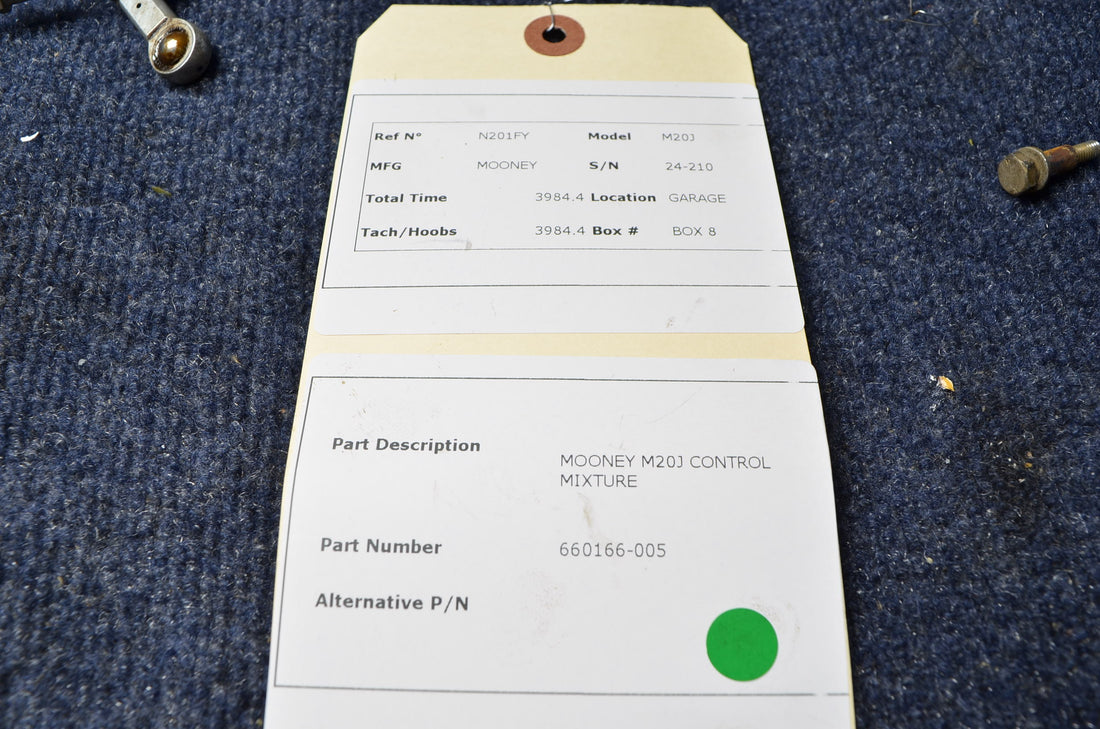 Ref N° N201FY Model M20J
MFG MOONEY S/N 24-210
Total Time 3984.4 Location GARAGE
Tach/Hoobs 3984.4 Box # BOX 8
Part Description
MOONEY M20J CONTROL
MIXTURE
Part Number 660166-005
Alternative P/N